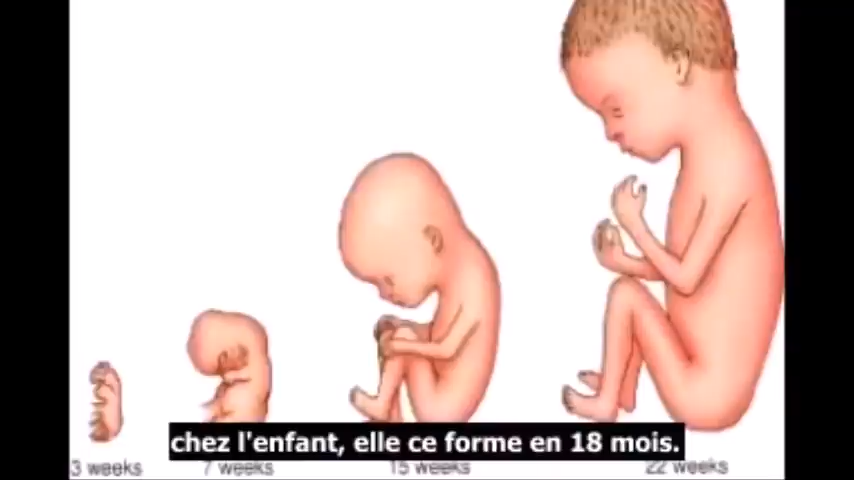 chez l'enfant, elle ce forme en 18 mois.
3 weeks 7 weeks 15 weeks 22 weeks